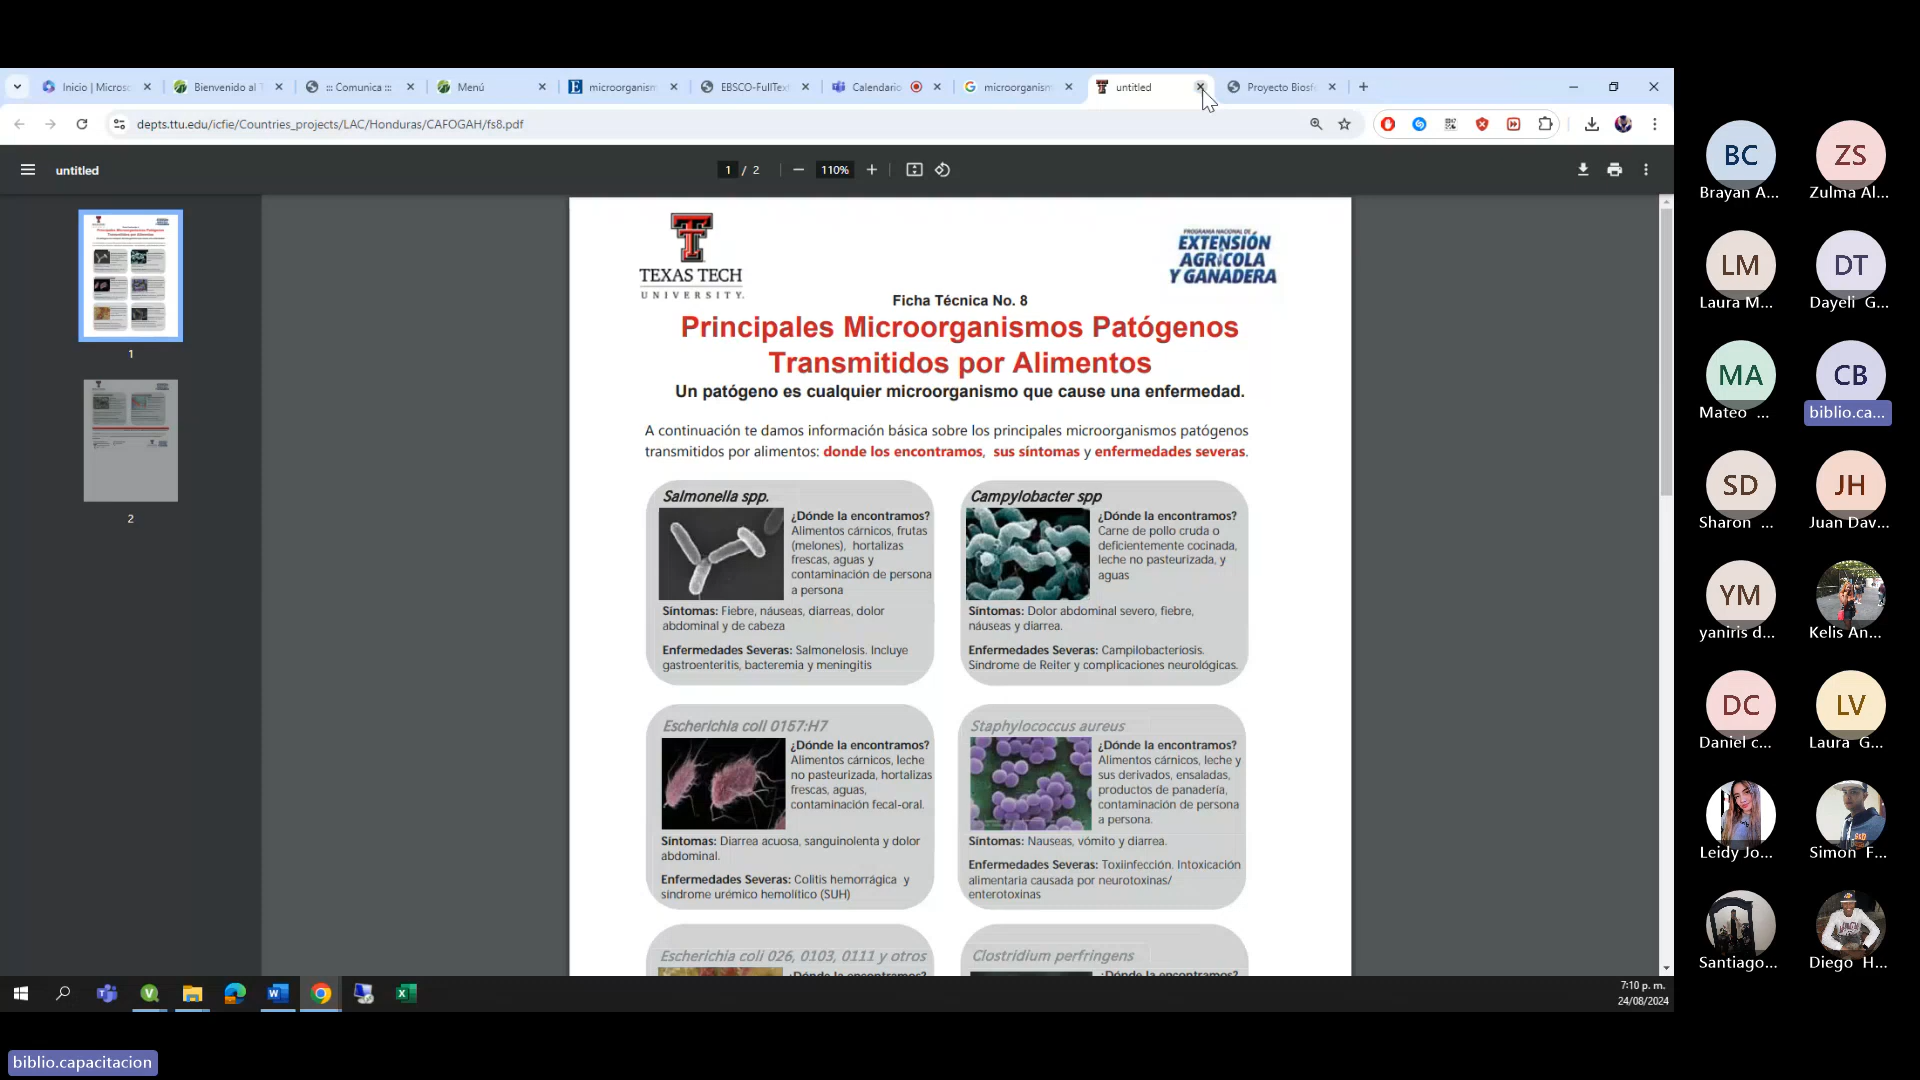 Inicio | Micros
Bienvenido al
::: Comunica :::
Menú
microorganism
EBSCO-FullTex
Calendario
microorganism
untitled
Proyecto Biosf
depts.ttu.edu/icfie/Countries_projects/LAC/Honduras/CAFOGAH/fs8.pdf
untitled
1 / 2
110%
1
2
TEXAS TECH
UNIVERSITY.
PROGRAMA NACIONAL DE
EXTENSIÓN
AGRÍCOLA
Y GANADERA
Ficha Técnica No. 8
Principales Microorganismos Patógenos
Transmitidos por Alimentos
Un patógeno es cualquier microorganismo que cause una enfermedad.
A continuación te damos información básica sobre los principales microorganismos patógenos
transmitidos por alimentos: donde los encontramos, sus síntomas y enfermedades severas.
Salmonella spp.
¿Dónde la encontramos?
Alimentos cárnicos, frutas
(melones), hortalizas
frescas, aguas y
contaminación de persona
a persona
Síntomas: Fiebre, náuseas, diarreas, dolor
abdominal y de cabeza
Enfermedades Severas: Salmonelosis. Incluye
gastroenteritis, bacteremia y meningitis
Campylobacter spp
¿Dónde la encontramos?
Carne de pollo cruda o
deficientemente cocinada,
leche no pasteurizada, y
aguas
Síntomas: Dolor abdominal severo, fiebre,
náuseas y diarrea.
Enfermedades Severas: Campilobacteriosis.
Síndrome de Reiter y complicaciones neurológicas.
Escherichia coli 0157:H7
¿Dónde la encontramos?
Alimentos cárnicos, leche
no pasteurizada, hortalizas
frescas, aguas,
contaminación fecal-oral.
Síntomas: Diarrea acuosa, sanguinolenta y dolor
abdominal.
Enfermedades Severas: Colitis hemorrágica y
síndrome urémico hemolítico (SUH)
Staphylococcus aureus
¿Dónde la encontramos?
Alimentos cárnicos, leche y
sus derivados, ensaladas,
productos de panadería,
contaminación de persona
a persona.
Síntomas: Nauseas, vómito y diarrea.
Enfermedades Severas: Toxiinfección. Intoxicación
alimentaria causada por neurotoxinas/
enterotoxinas
Escherichia coli 026, 0103, 0111 y otros
¿Dónde la encontramos?
Clostridium perfringens
¿Dónde la encontramos?
7:10 p. m.
24/08/2024
BC
Brayan A...
ZS
Zulma Al...
LM
Laura M...
DT
Dayeli G...
MA
Mateo ...
CB
biblio.ca...
SD
Sharon ...
JH
Juan Dav...
YM
yaniris d...
Kelis An...
DC
Daniel c...
LV
Laura G...
Leidy Jo...
Simon F...
Santiago...
Diego H...
biblio.capacitacion